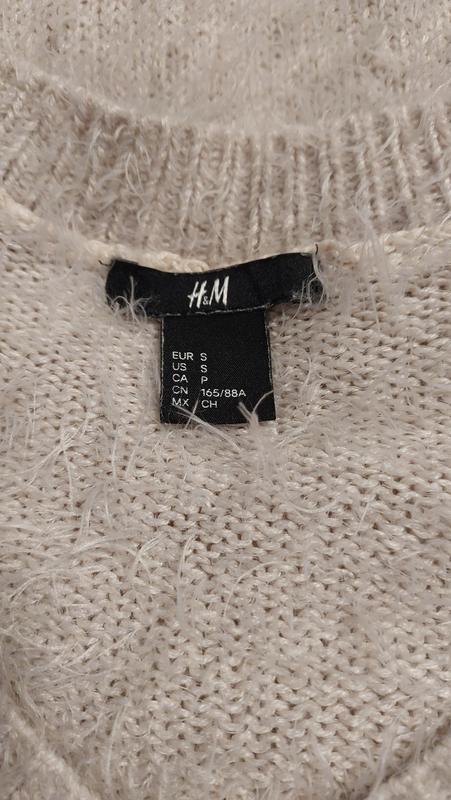 H&M
EUR S
US S
CA P
CN 165/88A
MX CH